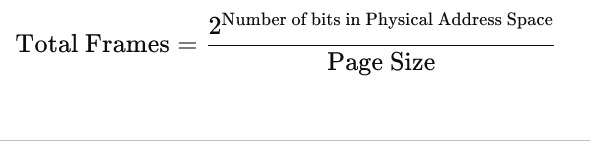 Total Frames = 2^Number of bits in Physical Address Space
Page Size